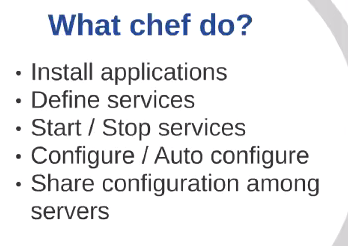 What chef do?
• Install applications
• Define services
• Start / Stop services
• Configure / Auto configure
• Share configuration among
servers